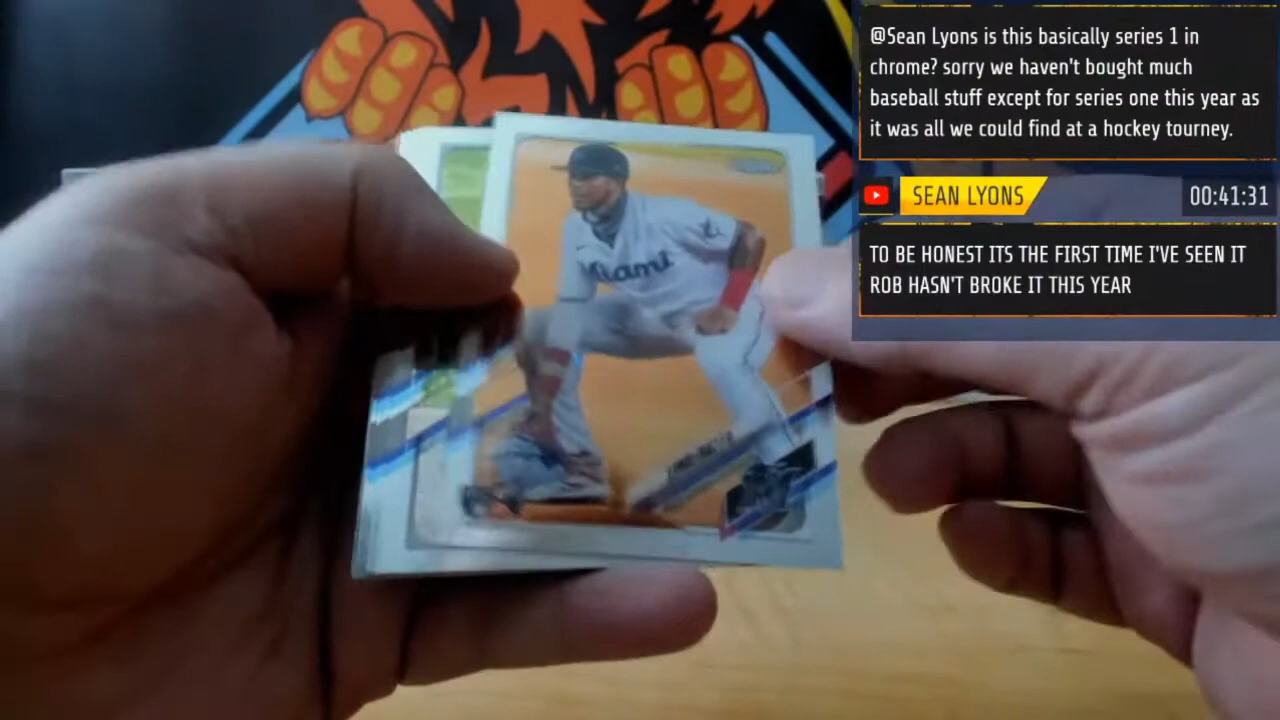 @Sean Lyons is this basically series 1 in
chrome? sorry we haven't bought much
baseball stuff except for series one this year as
it was all we could find at a hockey tourney.
SEAN LYONS
00:41:31
TO BE HONEST ITS THE FIRST TIME I'VE SEEN IT
ROB HASN'T BROKE IT THIS YEAR
Miami